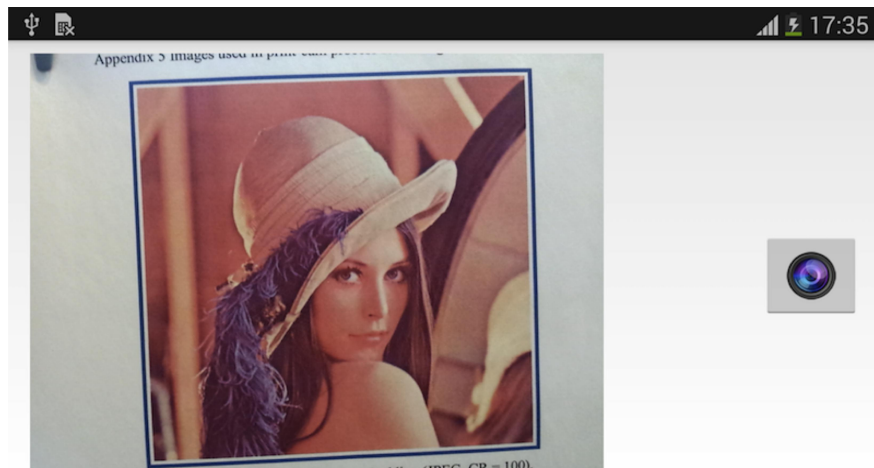 17:35
Appendix 5 Images used in print-cam
(JPEG, CR = 100).